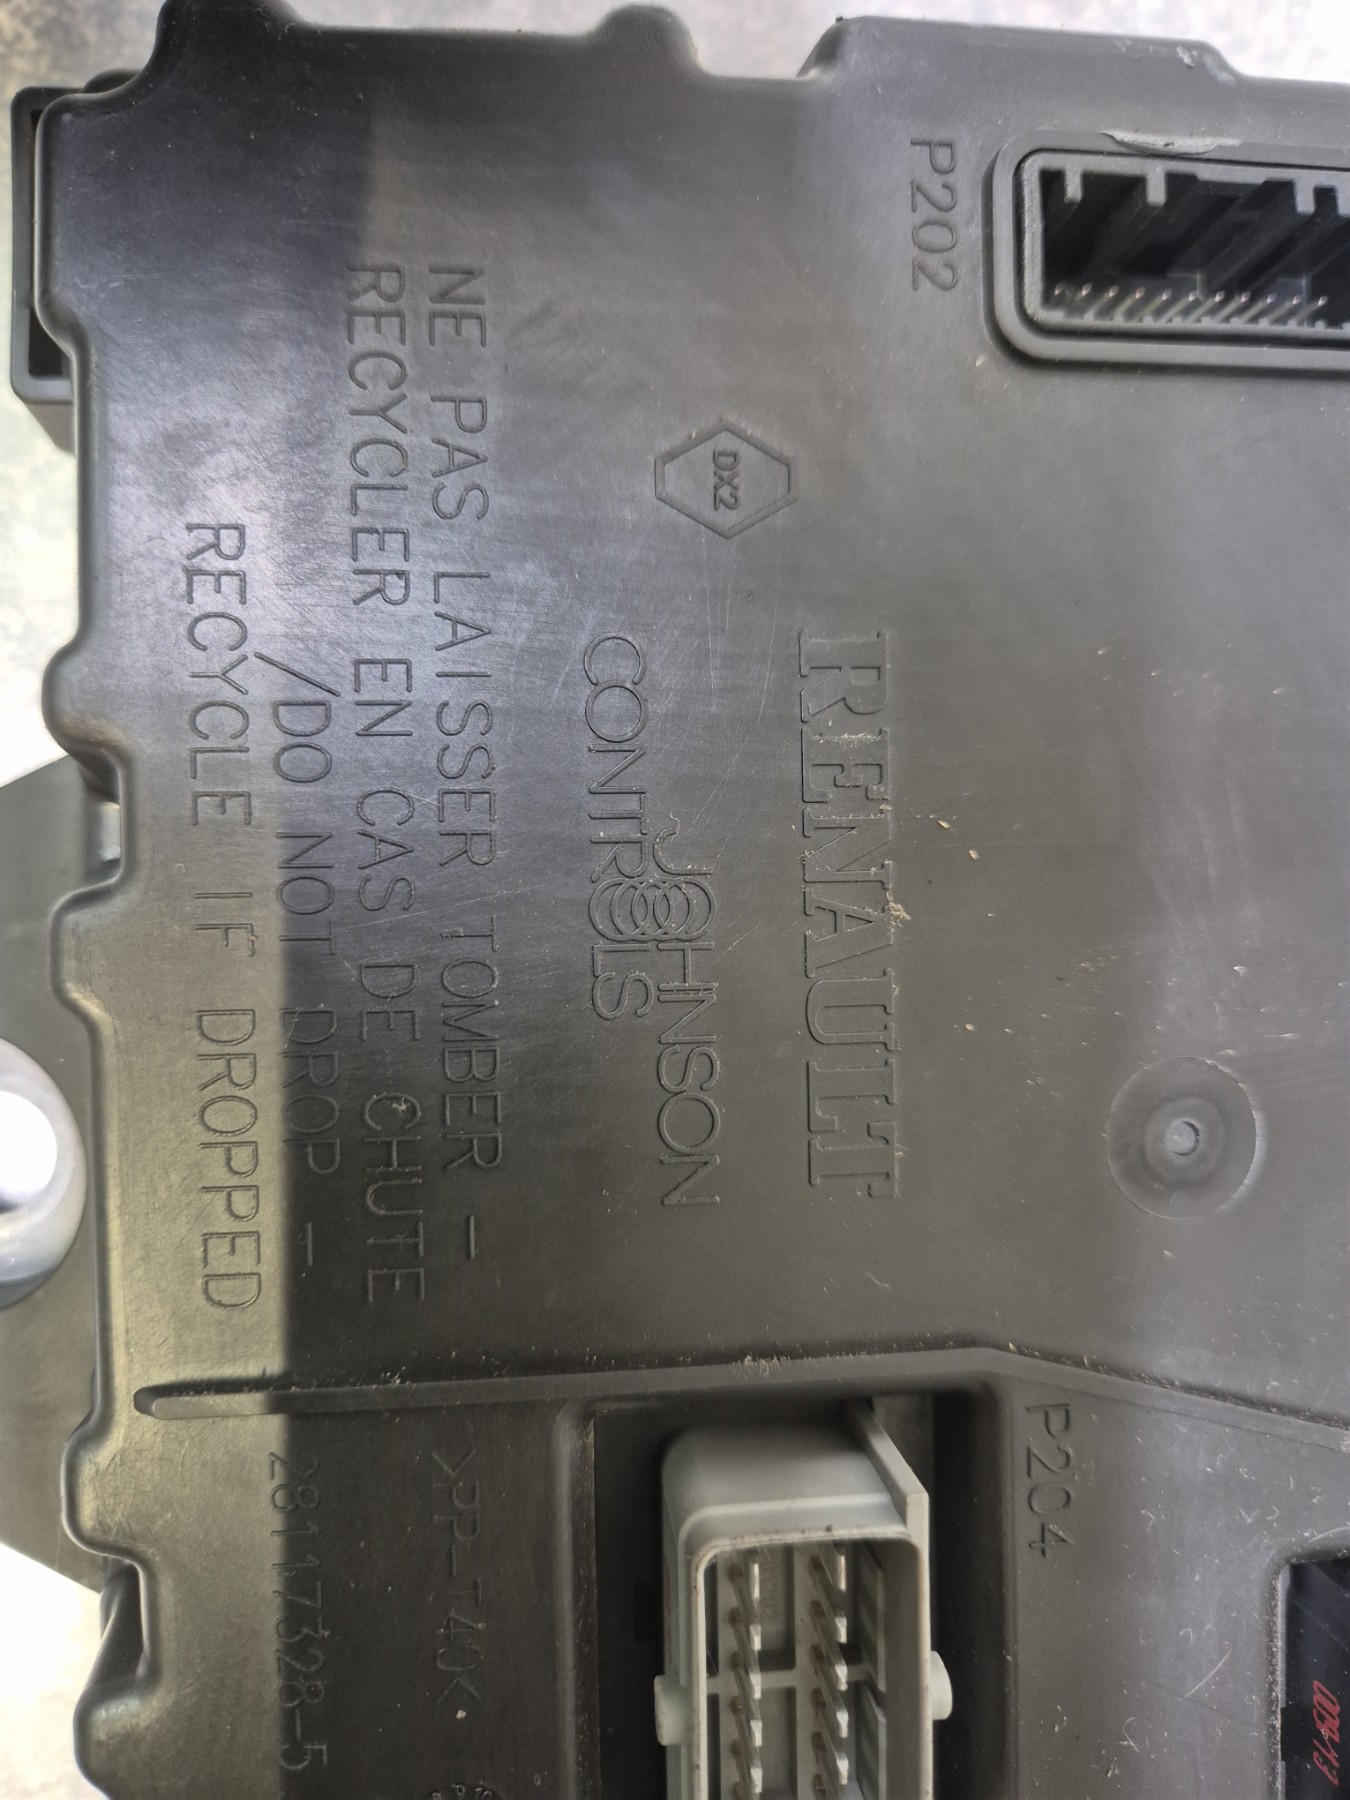 P202
DX2
RENAULT
JOHNSON
CONTROLS
NE PAS LAISSER TOMBER -
RECYCLER EN CAS DE CHUTE
/DO NOT DROP -
RECYCLE IF DROPPED
P204
>PP-T40<
28117328-5